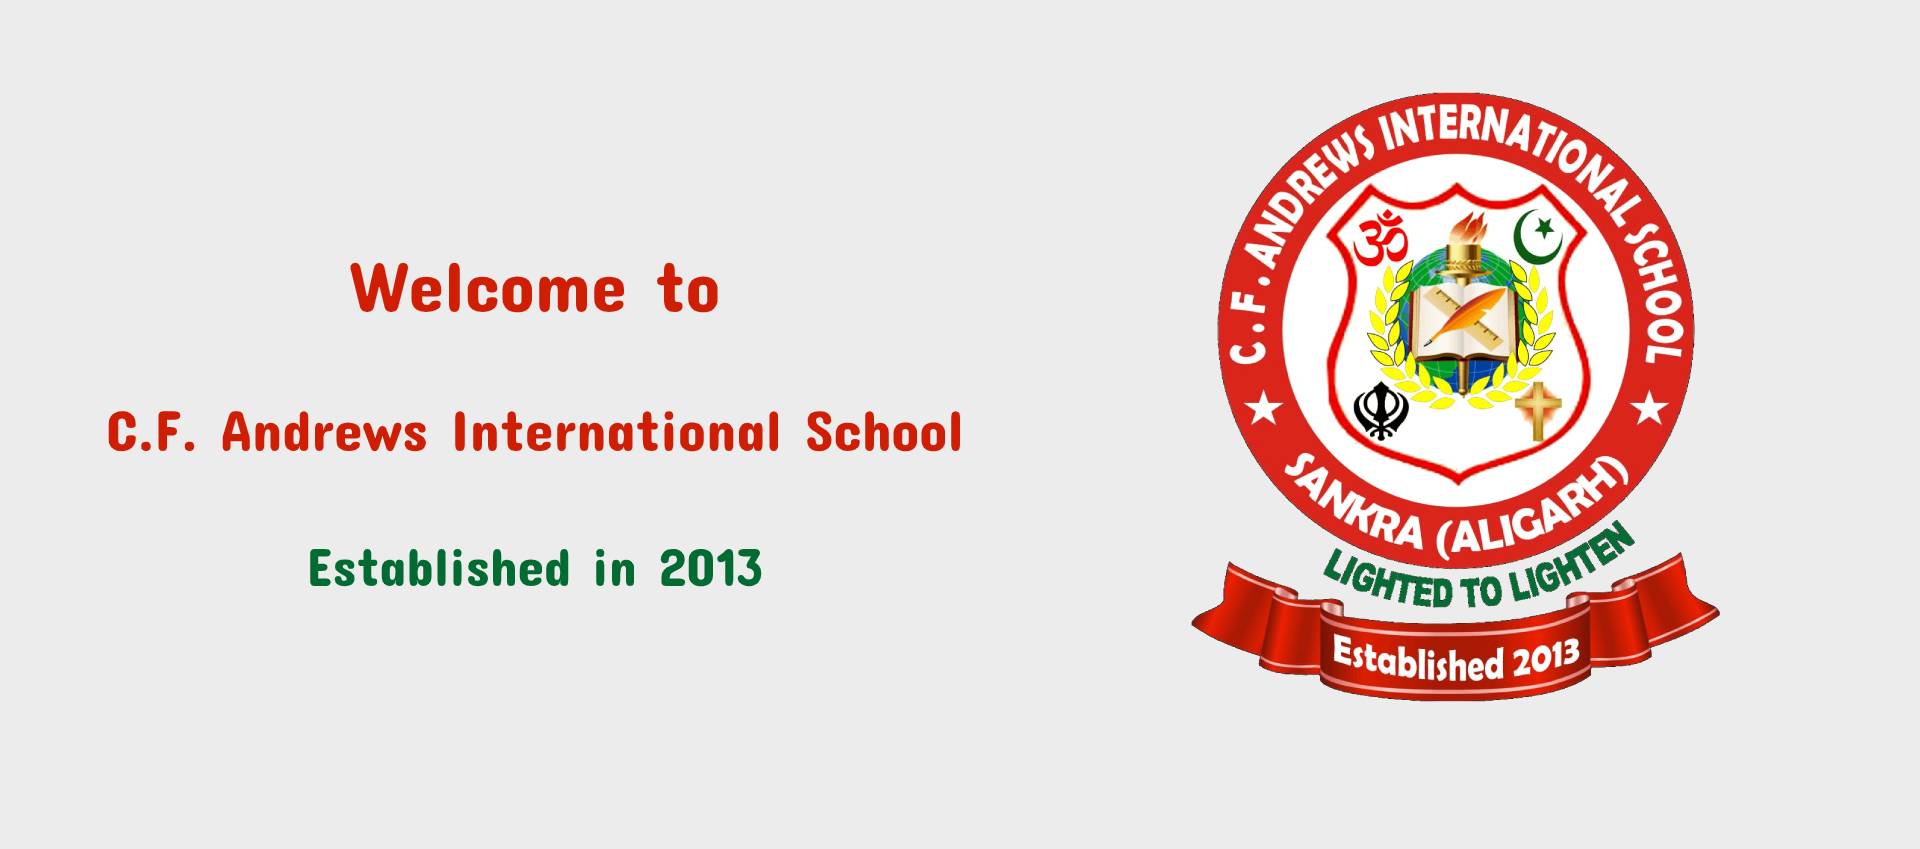 Welcome to
C.F. Andrews International School
Established in 2013
C.F. ANDREWS INTERNATIONAL SCHOOL
SANKRA (ALIGARH)
LIGHTED TO LIGHTEN
Established 2013
ॐ